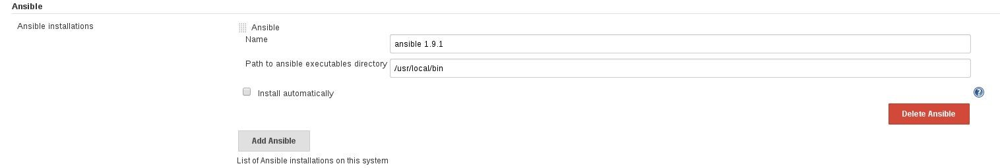 Ansible
Ansible installations
Ansible
Name
ansible 1.9.1
Path to ansible executables directory
/usr/local/bin
Install automatically
?
Delete Ansible
Add Ansible
List of Ansible installations on this system